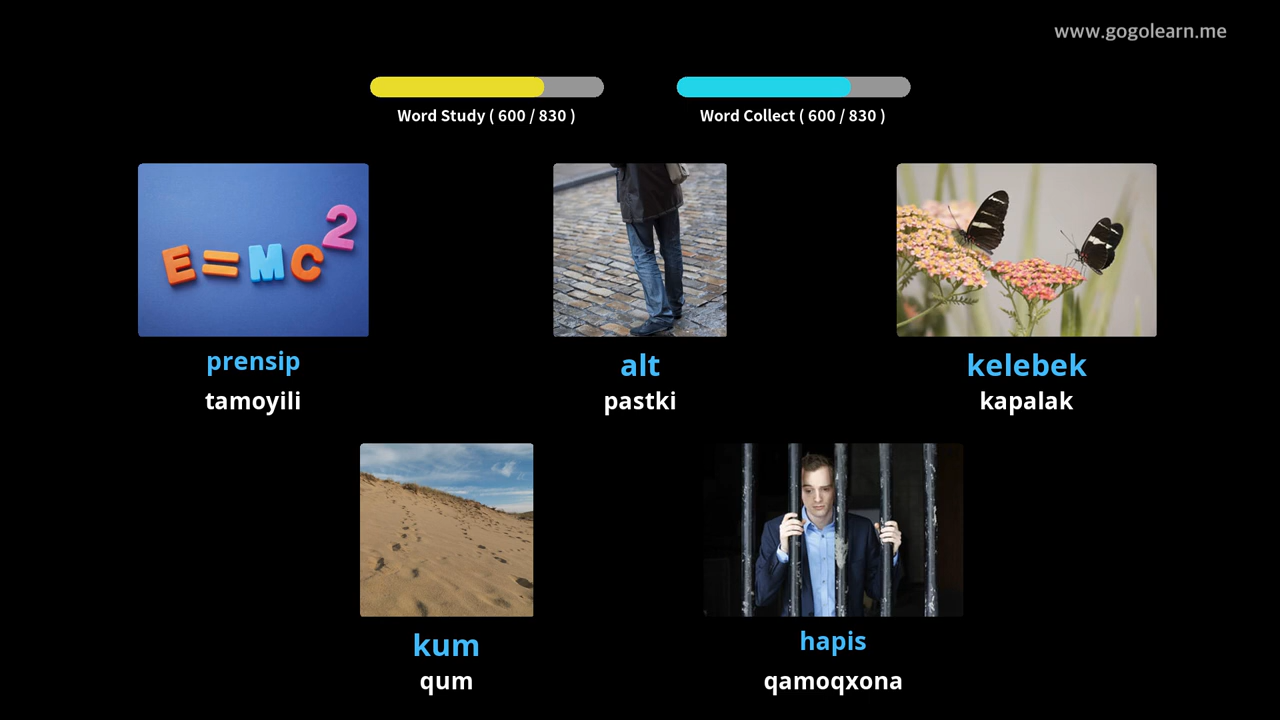 www.gogolearn.me
Word Study ( 600 / 830 )
Word Collect ( 600 / 830 )
E=MC2
prensip
tamoyili
alt
pastki
kelebek
kapalak
kum
qum
hapis
qamoqxona